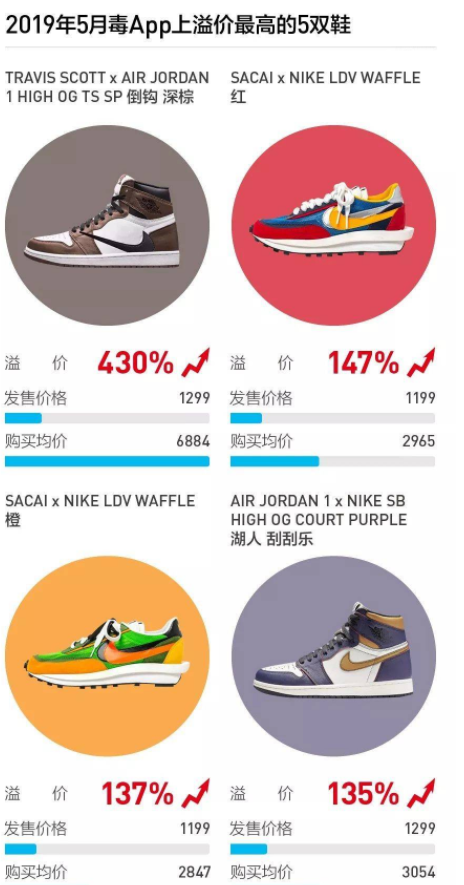 2019年5月毒App上溢价最高的5双鞋
TRAVIS SCOTT x AIR JORDAN
1 HIGH OG TS SP 倒钩 深棕
溢 价 430%
发售价格 1299
购买均价 6884
SACAI x NIKE LDV WAFFLE
红
溢 价 147%
发售价格 1199
购买均价 2965
SACAI x NIKE LDV WAFFLE
橙
溢 价 137%
发售价格 1199
购买均价 2847
AIR JORDAN 1 x NIKE SB
HIGH OG COURT PURPLE
湖人 刮刮乐
溢 价 135%
发售价格 1299
购买均价 3054